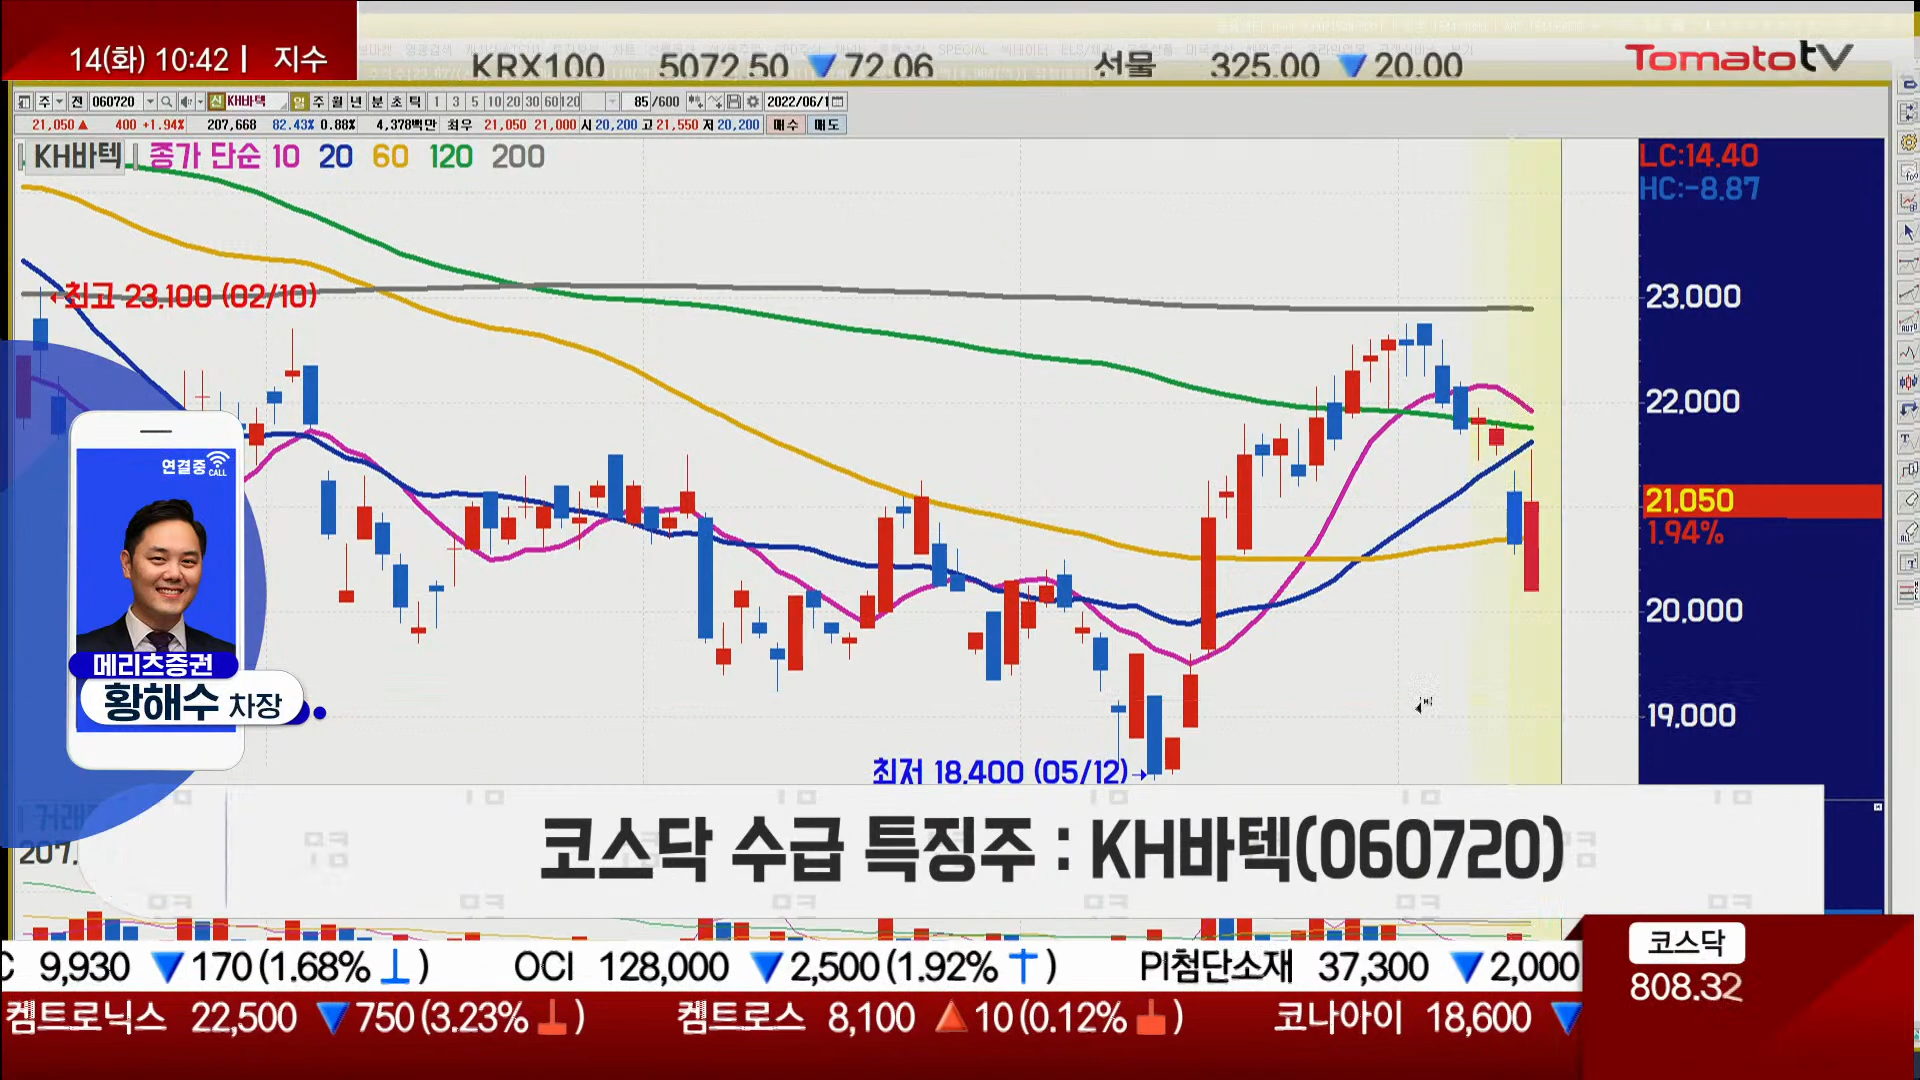 14(화) 10:42 | 지수
KRX100 5072.50 ▼ 72.06 선물 325.00 ▼ 20.00
Tomatotv
주 전 060720 신 KH바텍 일 주 월 년 분 초 틱 1 3 5 10 20 30 60 120 85 /600 2022/06/1
21,050 ▲ 400 +1.94% 207,668 82.43% 0.88% 4,378백만 최우 21,050 21,000 시 20,200 고 21,550 저 20,200 매수 매도
KH바텍 종가 단순 10 20 60 120 200
LC:14.40
HC:-8.87
←최고 23,100 (02/10)
23,000
22,000
21,050
1.94%
20,000
19,000
최저 18,400 (05/12)→
연결중 CALL
메리츠증권
황해수 차장
207.
코스닥 수급 특징주 : KH바텍(060720)
C 9,930 ▼170 (1.68% ⊥) OCI 128,000 ▼2,500 (1.92% ㅜ) PI첨단소재 37,300 ▼2,000
켐트로닉스 22,500 ▼750 (3.23% ⊥) 켐트로스 8,100 ▲10 (0.12% ⊥) 코나아이 18,600 ▼
코스닥
808.32